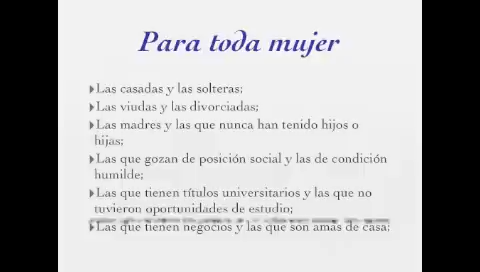 Para toda mujer
Las casadas y las solteras;
Las viudas y las divorciadas;
Las madres y las que nunca han tenido hijos o
hijas;
Las que gozan de posición social y las de condición
humilde;
Las que tienen títulos universitarios y las que no
tuvieron oportunidades de estudio;
Las que tienen negocios y las que son amas de casa;